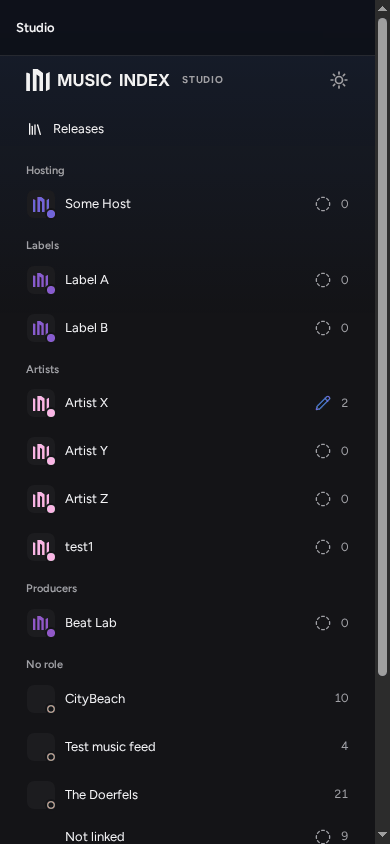 Studio
MUSIC INDEX STUDIO
Releases
Hosting
Some Host 0
Labels
Label A 0
Label B 0
Artists
Artist X 2
Artist Y 0
Artist Z 0
test1 0
Producers
Beat Lab 0
No role
CityBeach 10
Test music feed 4
The Doerfels 21
Not linked 9